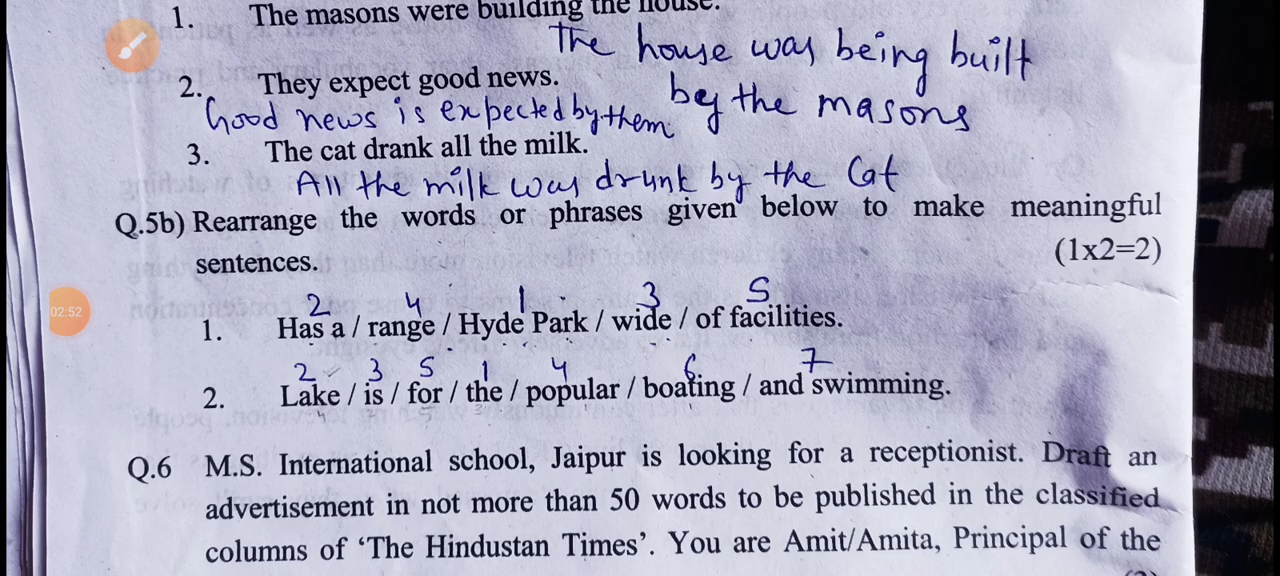 1. The masons were building the house.
The house was being built
2. They expect good news.
by the masons
Good news is expected by them
3. The cat drank all the milk.
All the milk was drunk by the Cat
Q.5b) Rearrange the words or phrases given below to make meaningful
sentences. (1x2=2)
2 4 1 3 5
1. Has a / range / Hyde Park / wide / of facilities.
2 3 5 1 4 6 7
2. Lake / is / for / the / popular / boating / and swimming.
Q.6 M.S. International school, Jaipur is looking for a receptionist. Draft an
advertisement in not more than 50 words to be published in the classified
columns of ‘The Hindustan Times’. You are Amit/Amita, Principal of the
02:52